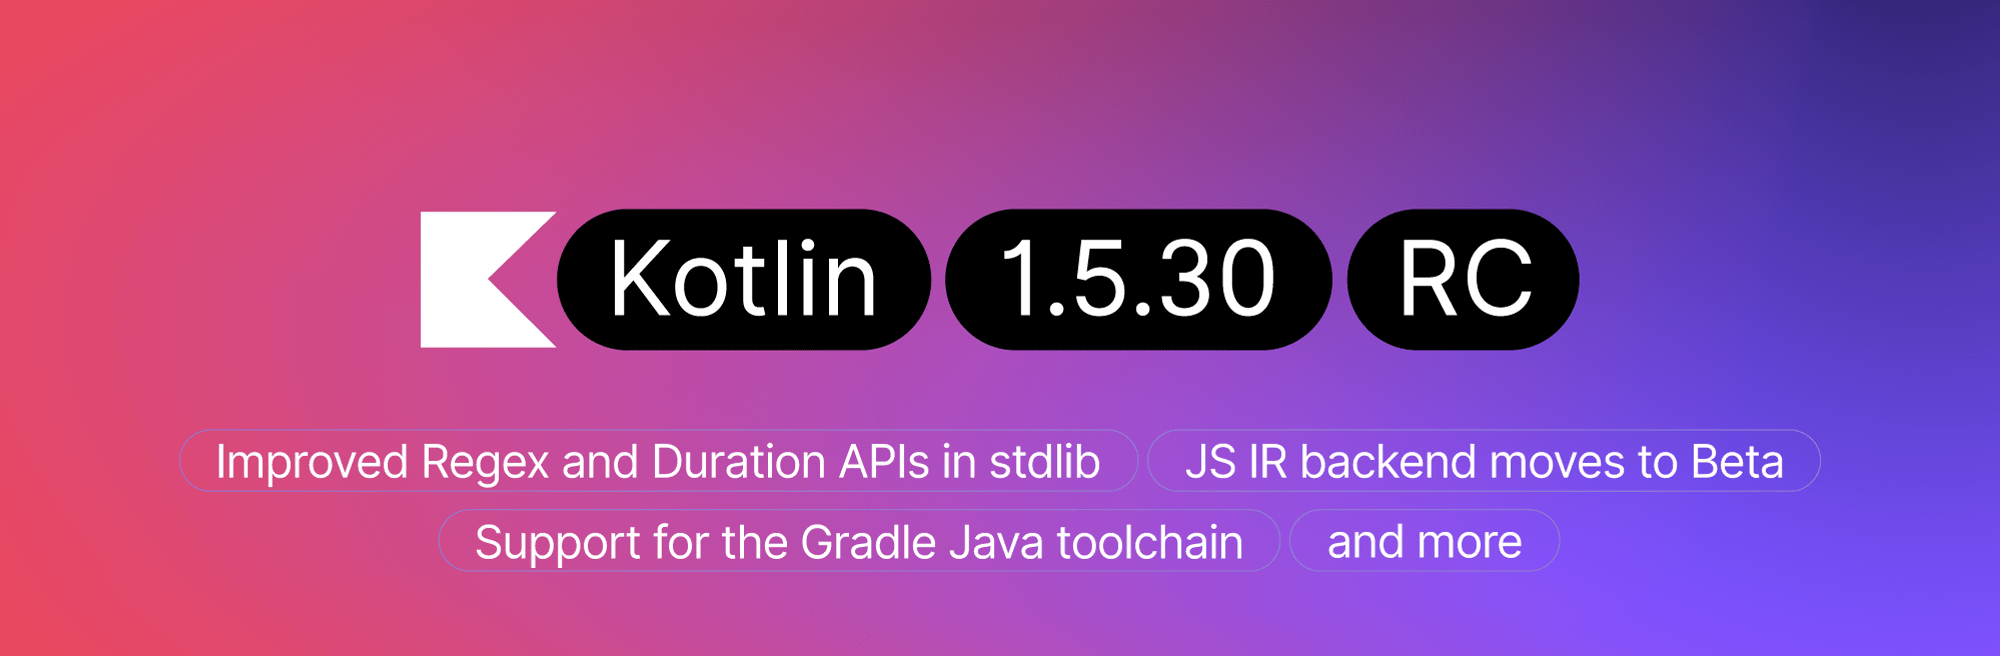 Kotlin 1.5.30 RC
Improved Regex and Duration APIs in stdlib JS IR backend moves to Beta
Support for the Gradle Java toolchain and more